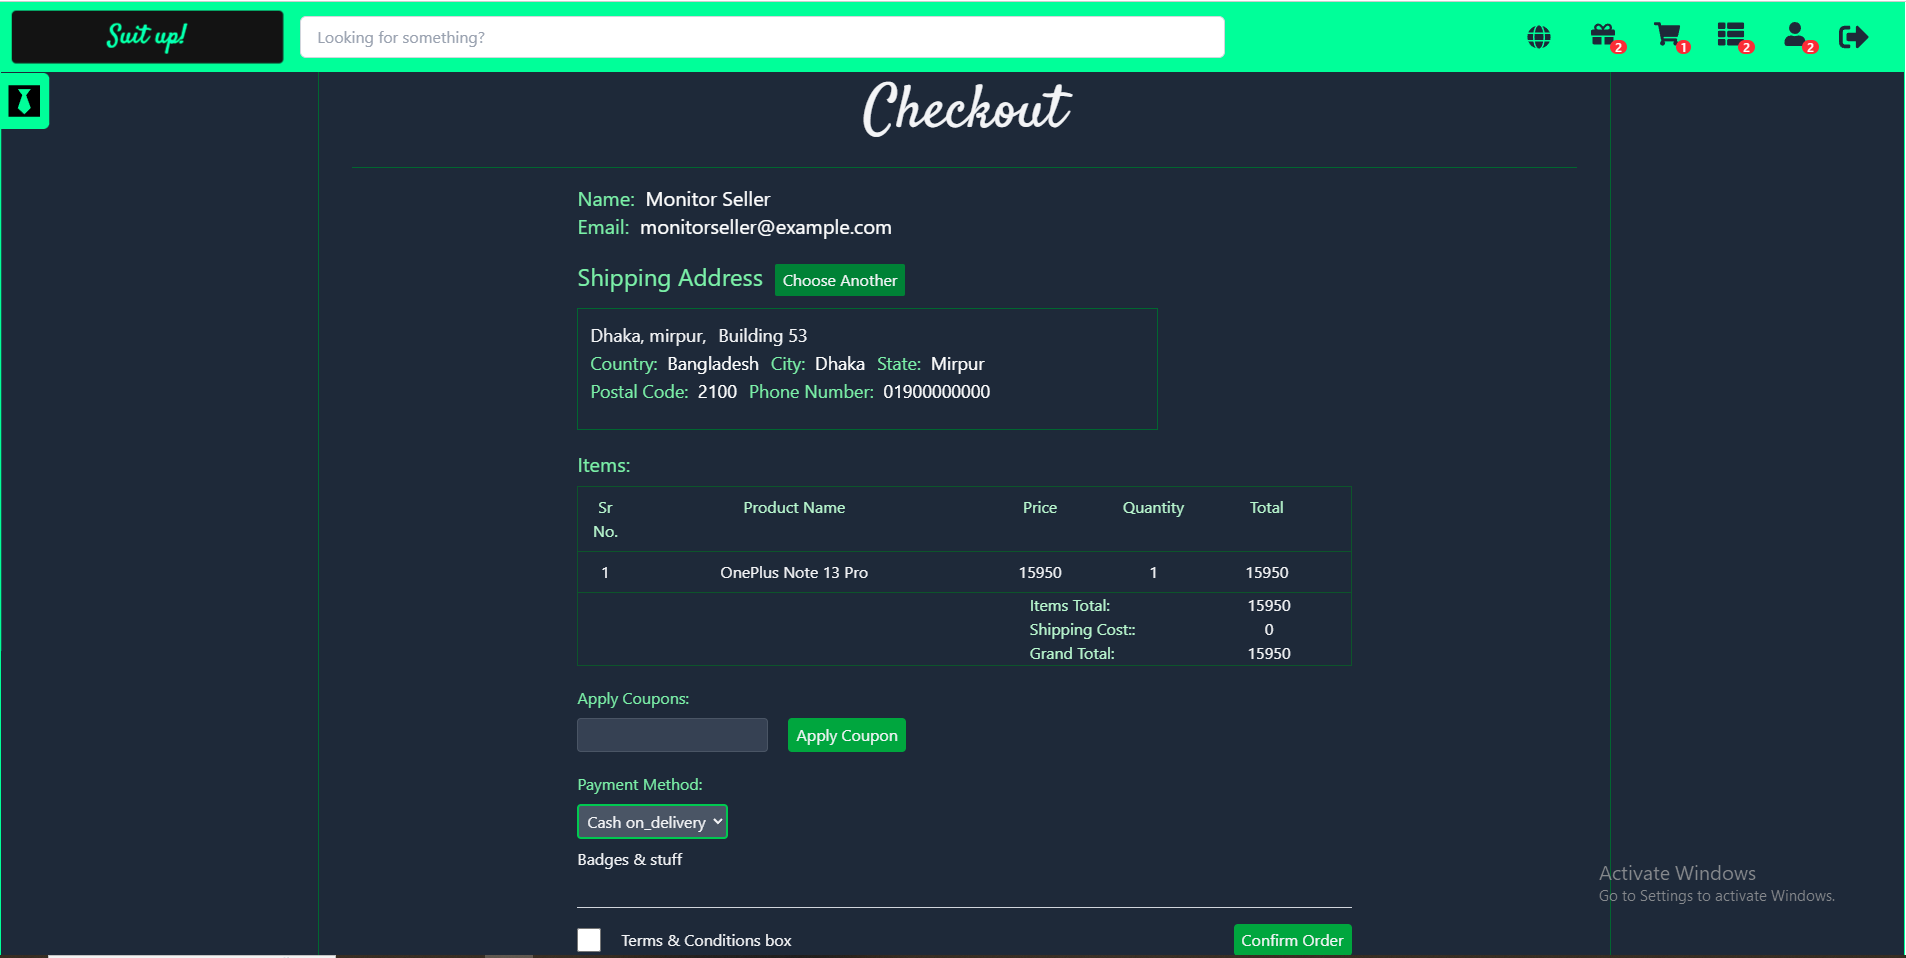 Suit up!
Looking for something?
2
1
2
2
Checkout
Name: Monitor Seller
Email: monitorseller@example.com
Shipping Address Choose Another
Dhaka, mirpur, Building 53
Country: Bangladesh City: Dhaka State: Mirpur
Postal Code: 2100 Phone Number: 01900000000
Items:
Sr No. Product Name Price Quantity Total
1 OnePlus Note 13 Pro 15950 1 15950
Items Total: 15950
Shipping Cost:: 0
Grand Total: 15950
Apply Coupons:
Apply Coupon
Payment Method:
Cash on_delivery
Badges & stuff
Activate Windows
Go to Settings to activate Windows.
Terms & Conditions box
Confirm Order